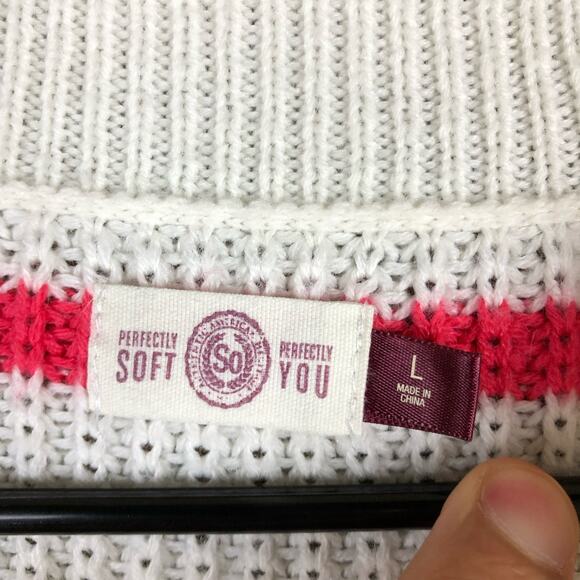 PERFECTLY
SOFT
So
PERFECTLY
YOU
L
MADE IN
CHINA